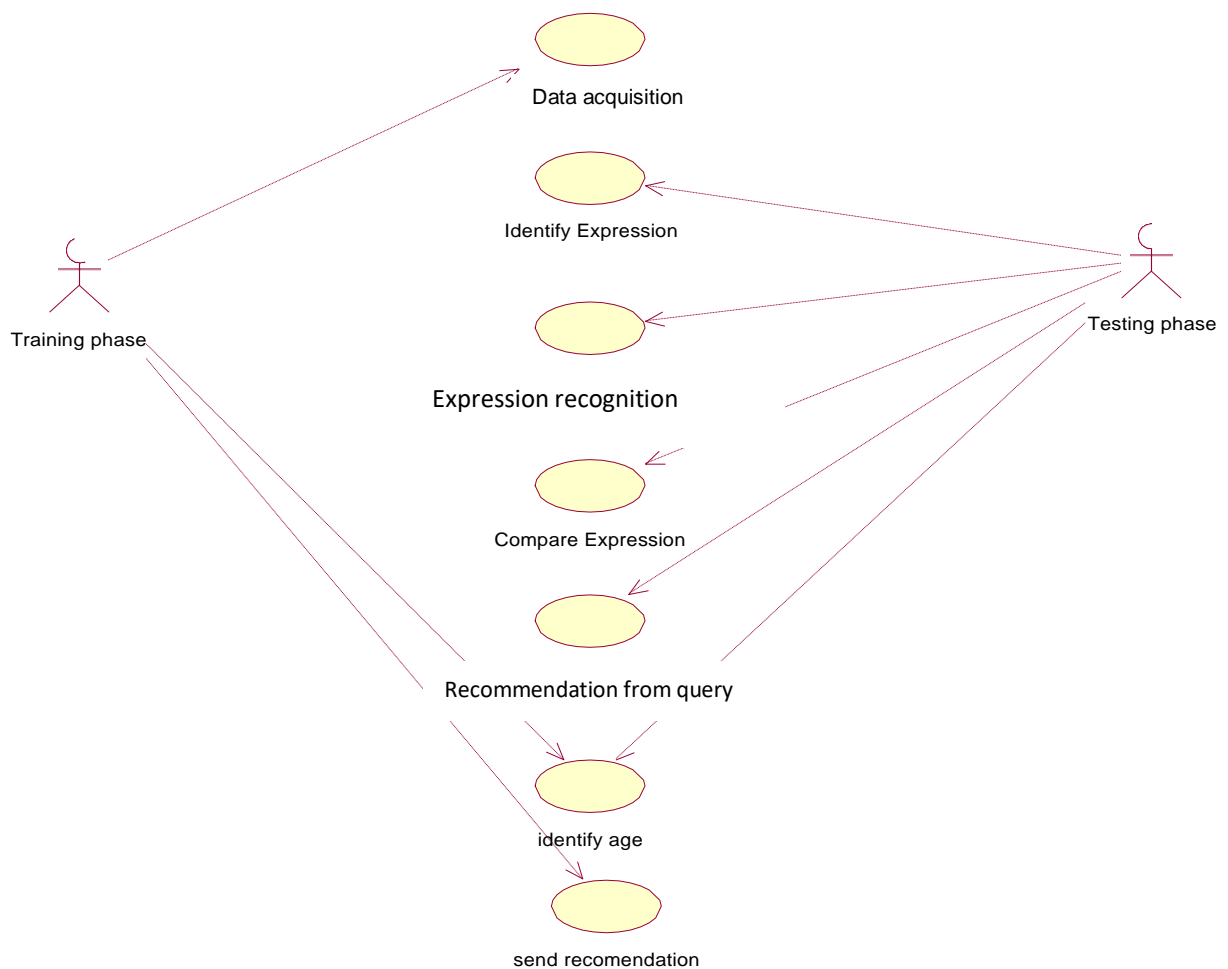 Data acquisition
Identify Expression
Training phase
Testing phase
Expression recognition
Compare Expression
Recommendation from query
identify age
send recomendation